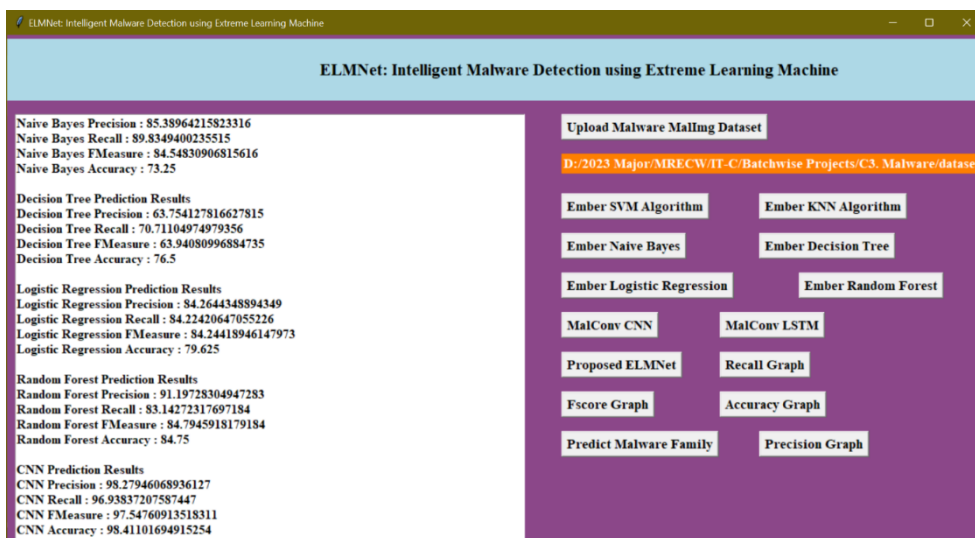 ELMNet: Intelligent Malware Detection using Extreme Learning Machine
ELMNet: Intelligent Malware Detection using Extreme Learning Machine
Naive Bayes Precision : 85.38964215823316
Naive Bayes Recall : 89.8349400235515
Naive Bayes FMeasure : 84.54830906815616
Naive Bayes Accuracy : 73.25
Decision Tree Prediction Results
Decision Tree Precision : 63.754127816627815
Decision Tree Recall : 70.71104974979356
Decision Tree FMeasure : 63.94080996884735
Decision Tree Accuracy : 76.5
Logistic Regression Prediction Results
Logistic Regression Precision : 84.2644348894349
Logistic Regression Recall : 84.22420647055226
Logistic Regression FMeasure : 84.24418946147973
Logistic Regression Accuracy : 79.625
Random Forest Prediction Results
Random Forest Precision : 91.19728304947283
Random Forest Recall : 83.14272317697184
Random Forest FMeasure : 84.7945918179184
Random Forest Accuracy : 84.75
CNN Prediction Results
CNN Precision : 98.27946068936127
CNN Recall : 96.93837207587447
CNN FMeasure : 97.54760913518311
CNN Accuracy : 98.41101694915254
Upload Malware MalImg Dataset
D:/2023 Major/MRECW/IT-C/Batchwise Projects/C3. Malware/datase
Ember SVM Algorithm Ember KNN Algorithm
Ember Naive Bayes Ember Decision Tree
Ember Logistic Regression Ember Random Forest
MalConv CNN MalConv LSTM
Proposed ELMNet Recall Graph
Fscore Graph Accuracy Graph
Predict Malware Family Precision Graph